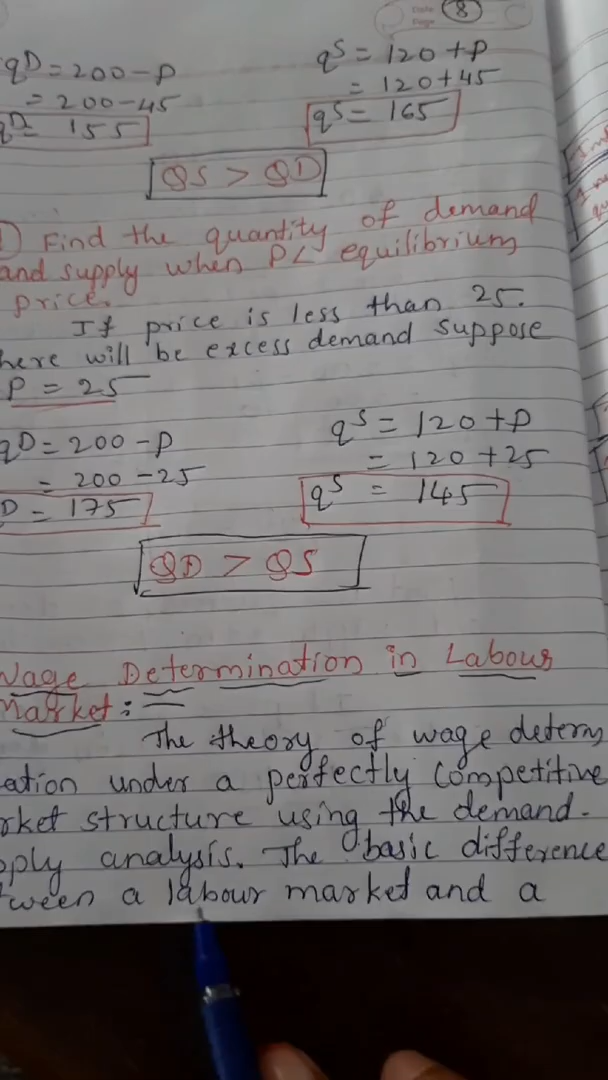 Date
Page 8
qD = 200 - P
= 200 - 45
qD = 155
qS = 120 + P
= 120 + 45
qS = 165
QS > QD
) Find the quantity of demand
and supply when P< equilibrium
price.
If price is less than 25.
here will be excess demand suppose
P = 25
qD = 200 - P
= 200 - 25
D = 175
qS = 120 + P
= 120 + 25
qS = 145
QD > QS
Wage Determination in Labour
Market :=
The theory of wage determ
ation under a perfectly competitive
rket structure using the demand-
pply analysis. The basic difference
tween a labour market and a